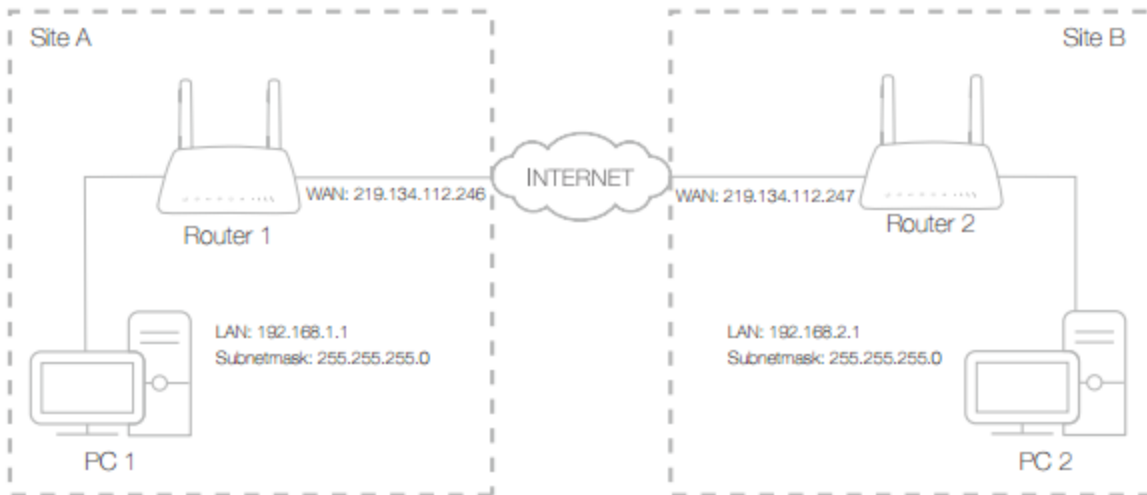 Site A
Site B
INTERNET
WAN: 219.134.112.246
WAN: 219.134.112.247
Router 1
Router 2
LAN: 192.168.1.1
Subnetmask: 255.255.255.0
LAN: 192.168.2.1
Subnetmask: 255.255.255.0
PC 1
PC 2